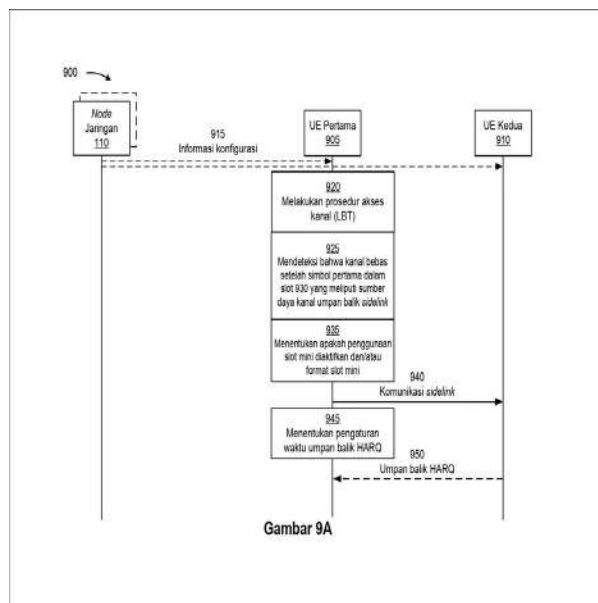 900
Node
Jaringan
110
UE Pertama
905
UE Kedua
910
915
Informasi konfigurasi
920
Melakukan prosedur akses
kanal (LBT)
925
Mendeteksi bahwa kanal bebas
setelah simbol pertama dalam
slot 930 yang meliputi sumber
daya kanal umpan balik sidelink
935
Menentukan apakah penggunaan
slot mini diaktifkan dan/atau
format slot mini
940
Komunikasi sidelink
945
Menentukan pengaturan
waktu umpan balik HARQ
950
Umpan balik HARQ
Gambar 9A